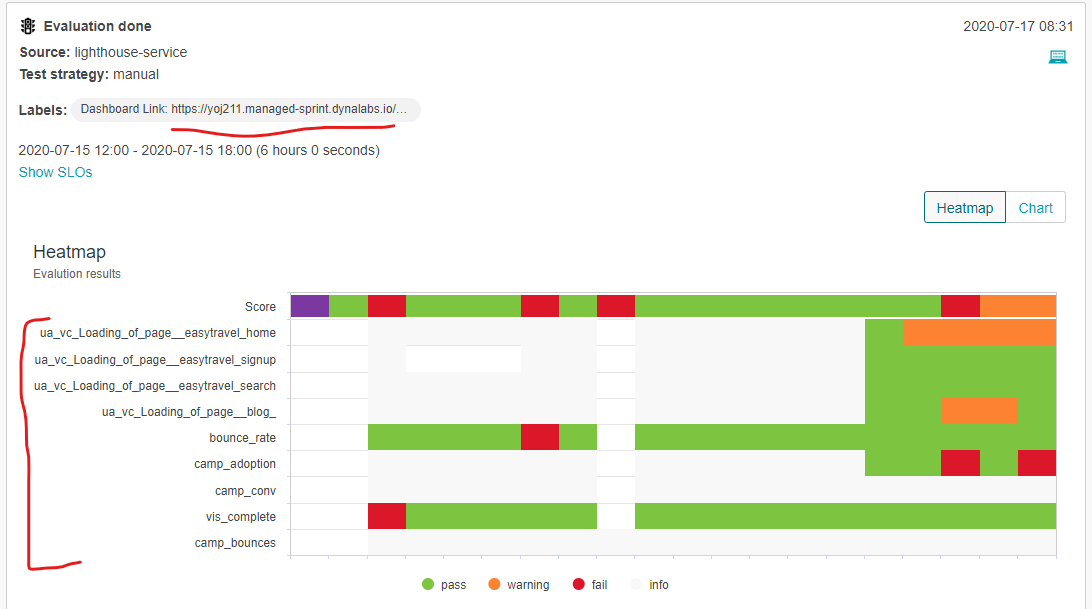 Evaluation done
2020-07-17 08:31
Source: lighthouse-service
Test strategy: manual
Labels: Dashboard Link: https://yoj211.managed-sprint.dynalabs.io/...
2020-07-15 12:00 - 2020-07-15 18:00 (6 hours 0 seconds)
Show SLOs
Heatmap Chart
Heatmap
Evalution results
Score
ua_vc_Loading_of_page__easytravel_home
ua_vc_Loading_of_page__easytravel_signup
ua_vc_Loading_of_page__easytravel_search
ua_vc_Loading_of_page__blog_
bounce_rate
camp_adoption
camp_conv
vis_complete
camp_bounces
pass warning fail info